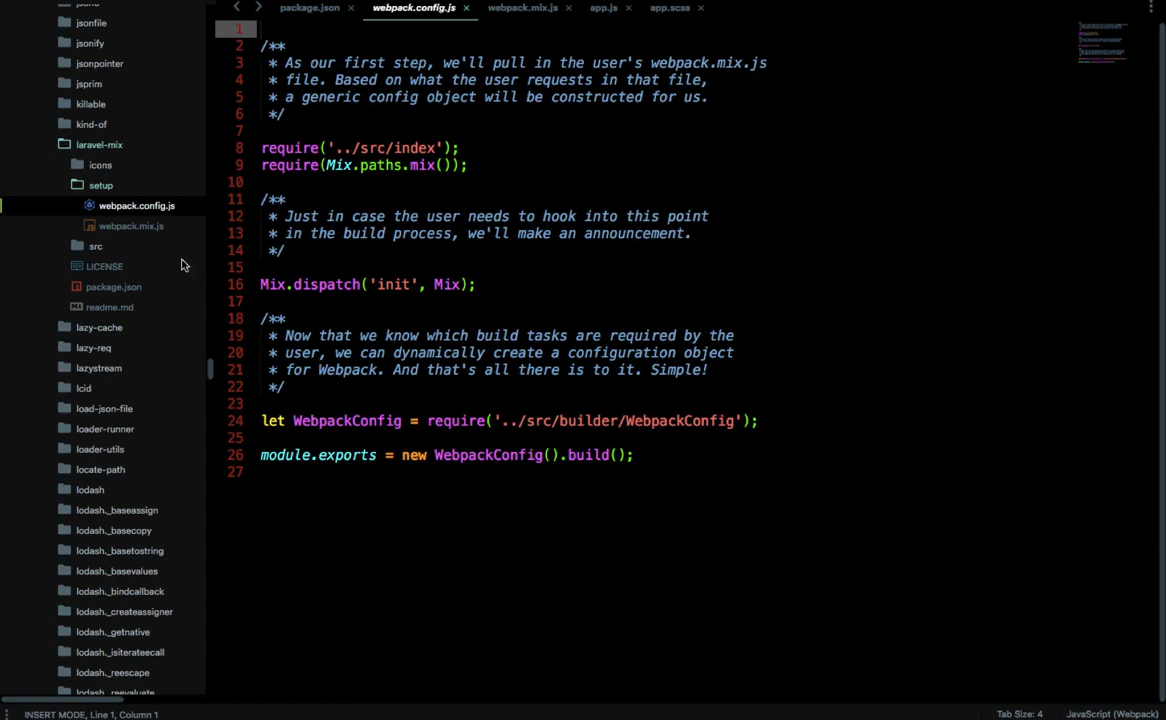 package.json ×
webpack.config.js ×
webpack.mix.js ×
app.js ×
app.scss ×
jsonfile
jsonify
jsonpointer
jsprim
killable
kind-of
laravel-mix
icons
setup
webpack.config.js
webpack.mix.js
src
LICENSE
package.json
readme.md
lazy-cache
lazy-req
lazystream
lcid
load-json-file
loader-runner
loader-utils
locate-path
lodash
lodash._baseassign
lodash._basecopy
lodash._basetostring
lodash._basevalues
lodash._bindcallback
lodash._createassigner
lodash._getnative
lodash._isiterateecall
lodash._reescape
lodash._reevaluate
1
2 /**
3 * As our first step, we'll pull in the user's webpack.mix.js
4 * file. Based on what the user requests in that file,
5 * a generic config object will be constructed for us.
6 */
7
8 require('../src/index');
9 require(Mix.paths.mix());
10
11 /**
12 * Just in case the user needs to hook into this point
13 * in the build process, we'll make an announcement.
14 */
15
16 Mix.dispatch('init', Mix);
17
18 /**
19 * Now that we know which build tasks are required by the
20 * user, we can dynamically create a configuration object
21 * for Webpack. And that's all there is to it. Simple!
22 */
23
24 let WebpackConfig = require('../src/builder/WebpackConfig');
25
26 module.exports = new WebpackConfig().build();
27
INSERT MODE, Line 1, Column 1
Tab Size: 4
JavaScript (Webpack)